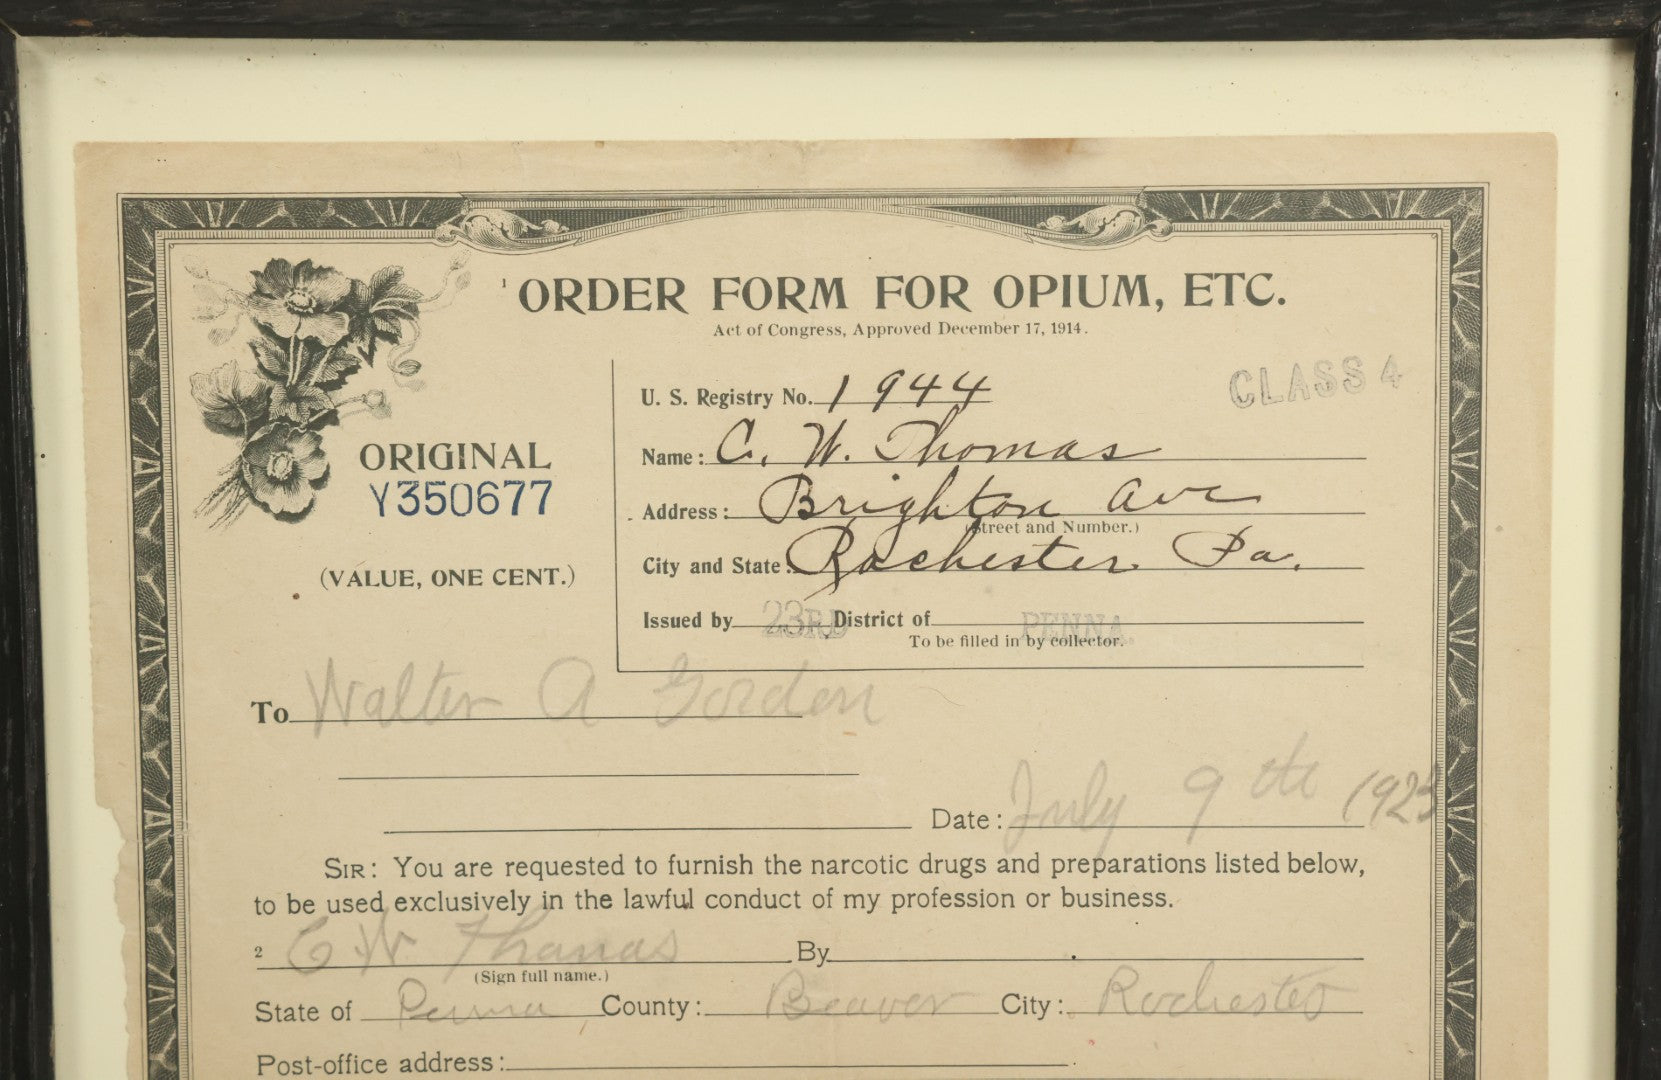 ¹ORDER FORM FOR OPIUM, ETC.
Act of Congress, Approved December 17, 1914.
CLASS 4
U. S. Registry No. 1944
Name: C. W. Thomas
ORIGINAL
Y350677
Address: Brighton Ave
(Street and Number.)
(VALUE, ONE CENT.)
City and State: Rochester Pa.
Issued by 23RD District of PENNA.
To be filled in by collector.
To Walter A Gordon
Date: July 9th 1923
SIR: You are requested to furnish the narcotic drugs and preparations listed below,
to be used exclusively in the lawful conduct of my profession or business.
² C W Thomas By
(Sign full name.)
State of Penna, County: Beaver City: Rochester
Post-office address: